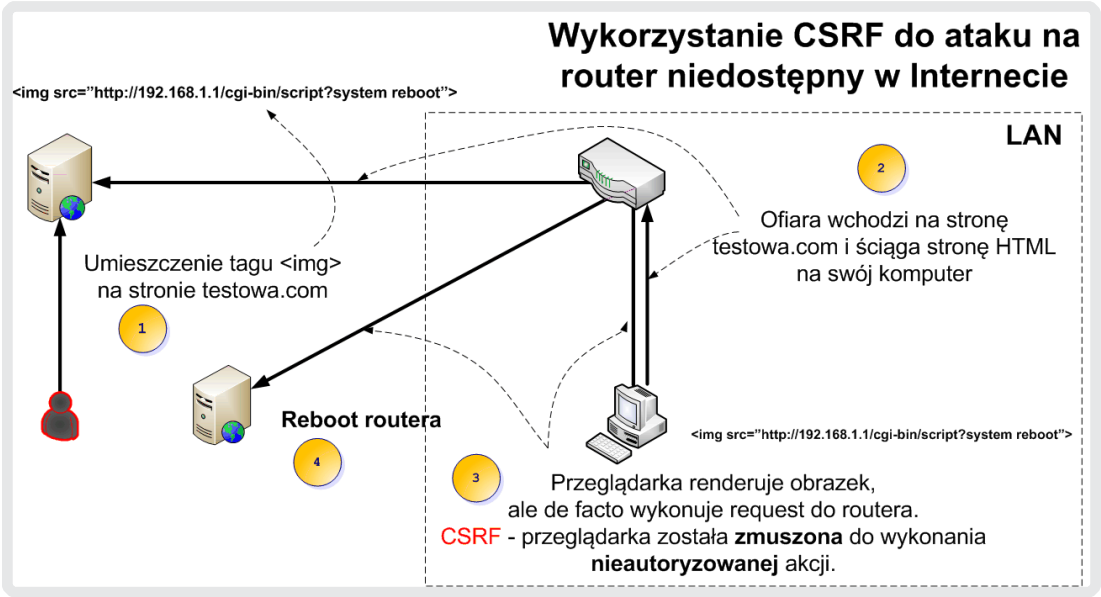 Wykorzystanie CSRF do ataku na
router niedostępny w Internecie
<img src=”http://192.168.1.1/cgi-bin/script?system reboot”>
LAN
2
Ofiara wchodzi na stronę
testowa.com i ściąga stronę HTML
na swój komputer
Umieszczenie tagu <img>
na stronie testowa.com
1
Reboot routera
4
<img src=”http://192.168.1.1/cgi-bin/script?system reboot”>
3
Przeglądarka renderuje obrazek,
ale de facto wykonuje request do routera.
CSRF - przeglądarka została zmuszona do wykonania
nieautoryzowanej akcji.